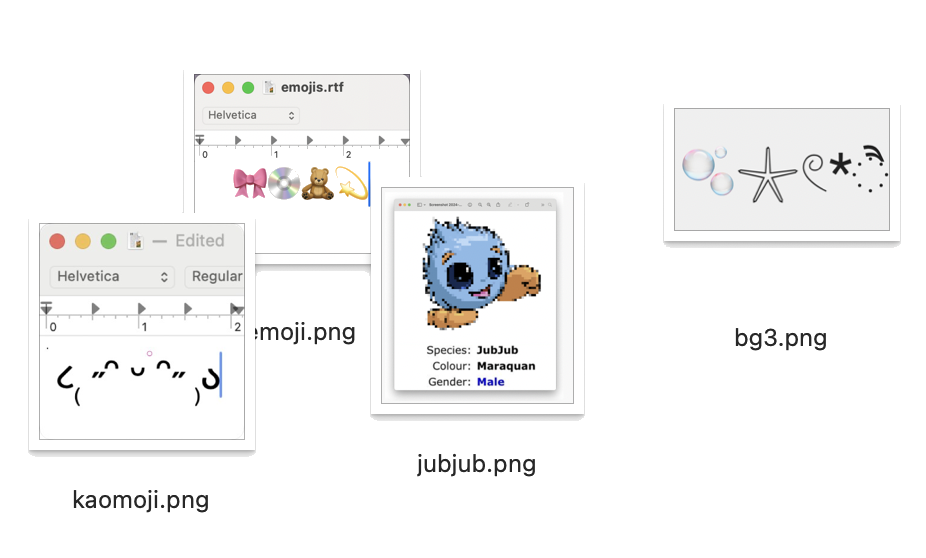 emojis.rtf
Helvetica
0 1 2
🎀💿🧸💫
emoji.png
— Edited
Helvetica Regular
0 1 2
kaomoji.png
Species: JubJub
Colour: Maraquan
Gender: Male
jubjub.png
bg3.png